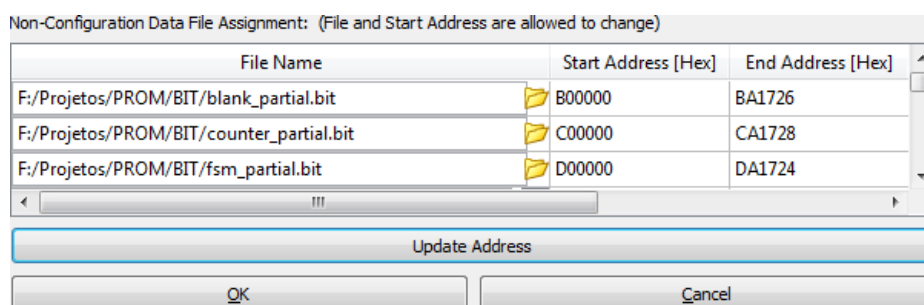 Non-Configuration Data File Assignment: (File and Start Address are allowed to change)
File Name Start Address [Hex] End Address [Hex]
F:/Projetos/PROM/BIT/blank_partial.bit B00000 BA1726
F:/Projetos/PROM/BIT/counter_partial.bit C00000 CA1728
F:/Projetos/PROM/BIT/fsm_partial.bit D00000 DA1724
Update Address
OK Cancel